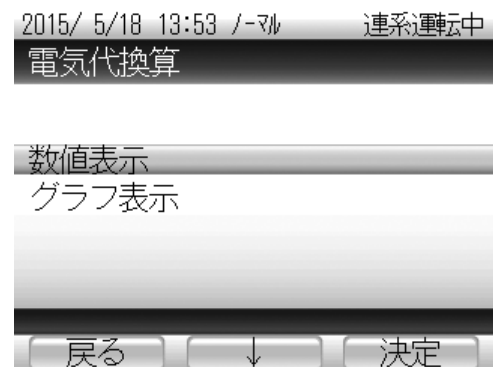 2015/ 5/18 13:53 ﾉｰﾏﾙ 連系運転中
電気代換算
数値表示
グラフ表示
戻る ↓ 決定